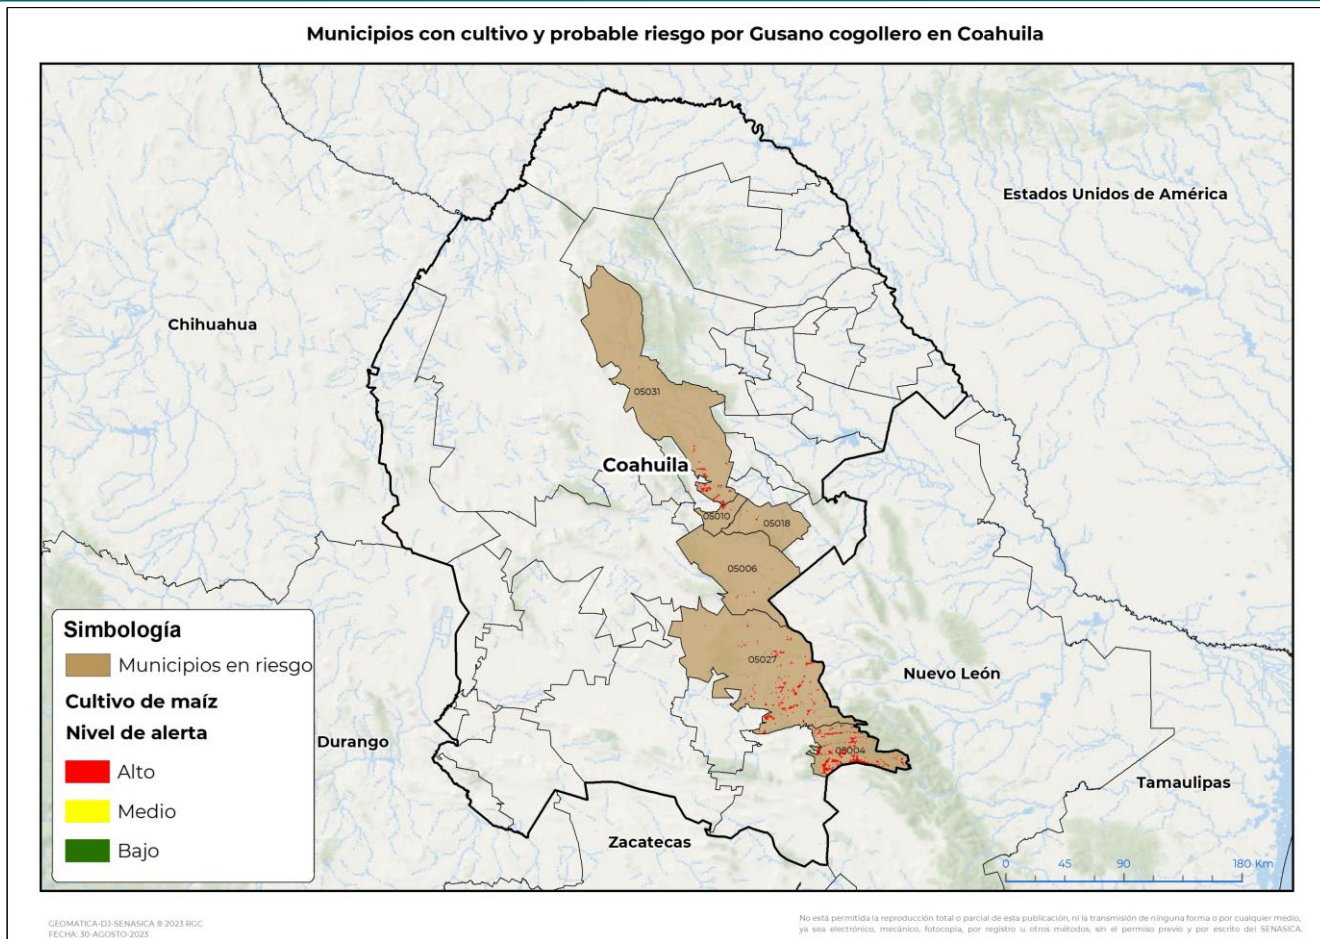 Municipios con cultivo y probable riesgo por Gusano cogollero en Coahuila
Estados Unidos de América
Chihuahua
05031
Coahuila
05010
05018
05006
05027
Nuevo León
05004
Durango
Tamaulipas
Zacatecas
Simbología
Municipios en riesgo
Cultivo de maíz
Nivel de alerta
Alto
Medio
Bajo
0 45 90 180 Km
GEOMATICA-DJ-SENASICA ® 2023 RGC
FECHA: 30-AGOSTO-2023
No está permitida la reproducción total o parcial de esta publicación, ni la transmisión de ninguna forma o por cualquier medio,
ya sea electrónico, mecánico, fotocopia, por registro u otros métodos, sin el permiso previo y por escrito del SENASICA.